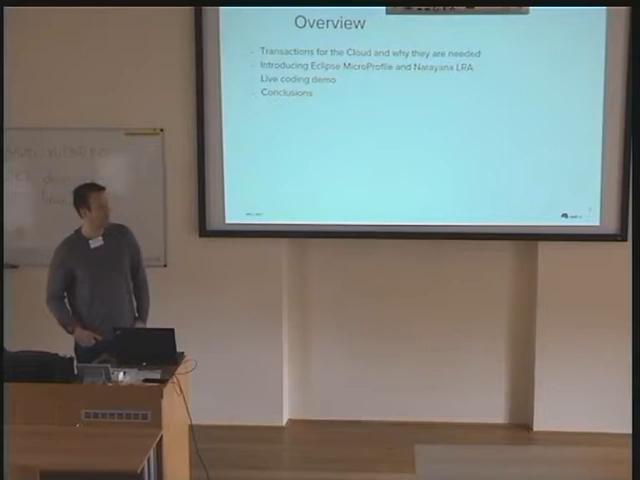 Overview
- Transactions for the Cloud and why they are needed
- Introducing Eclipse MicroProfile and Narayana LRA
Live coding demo
- Conclusions